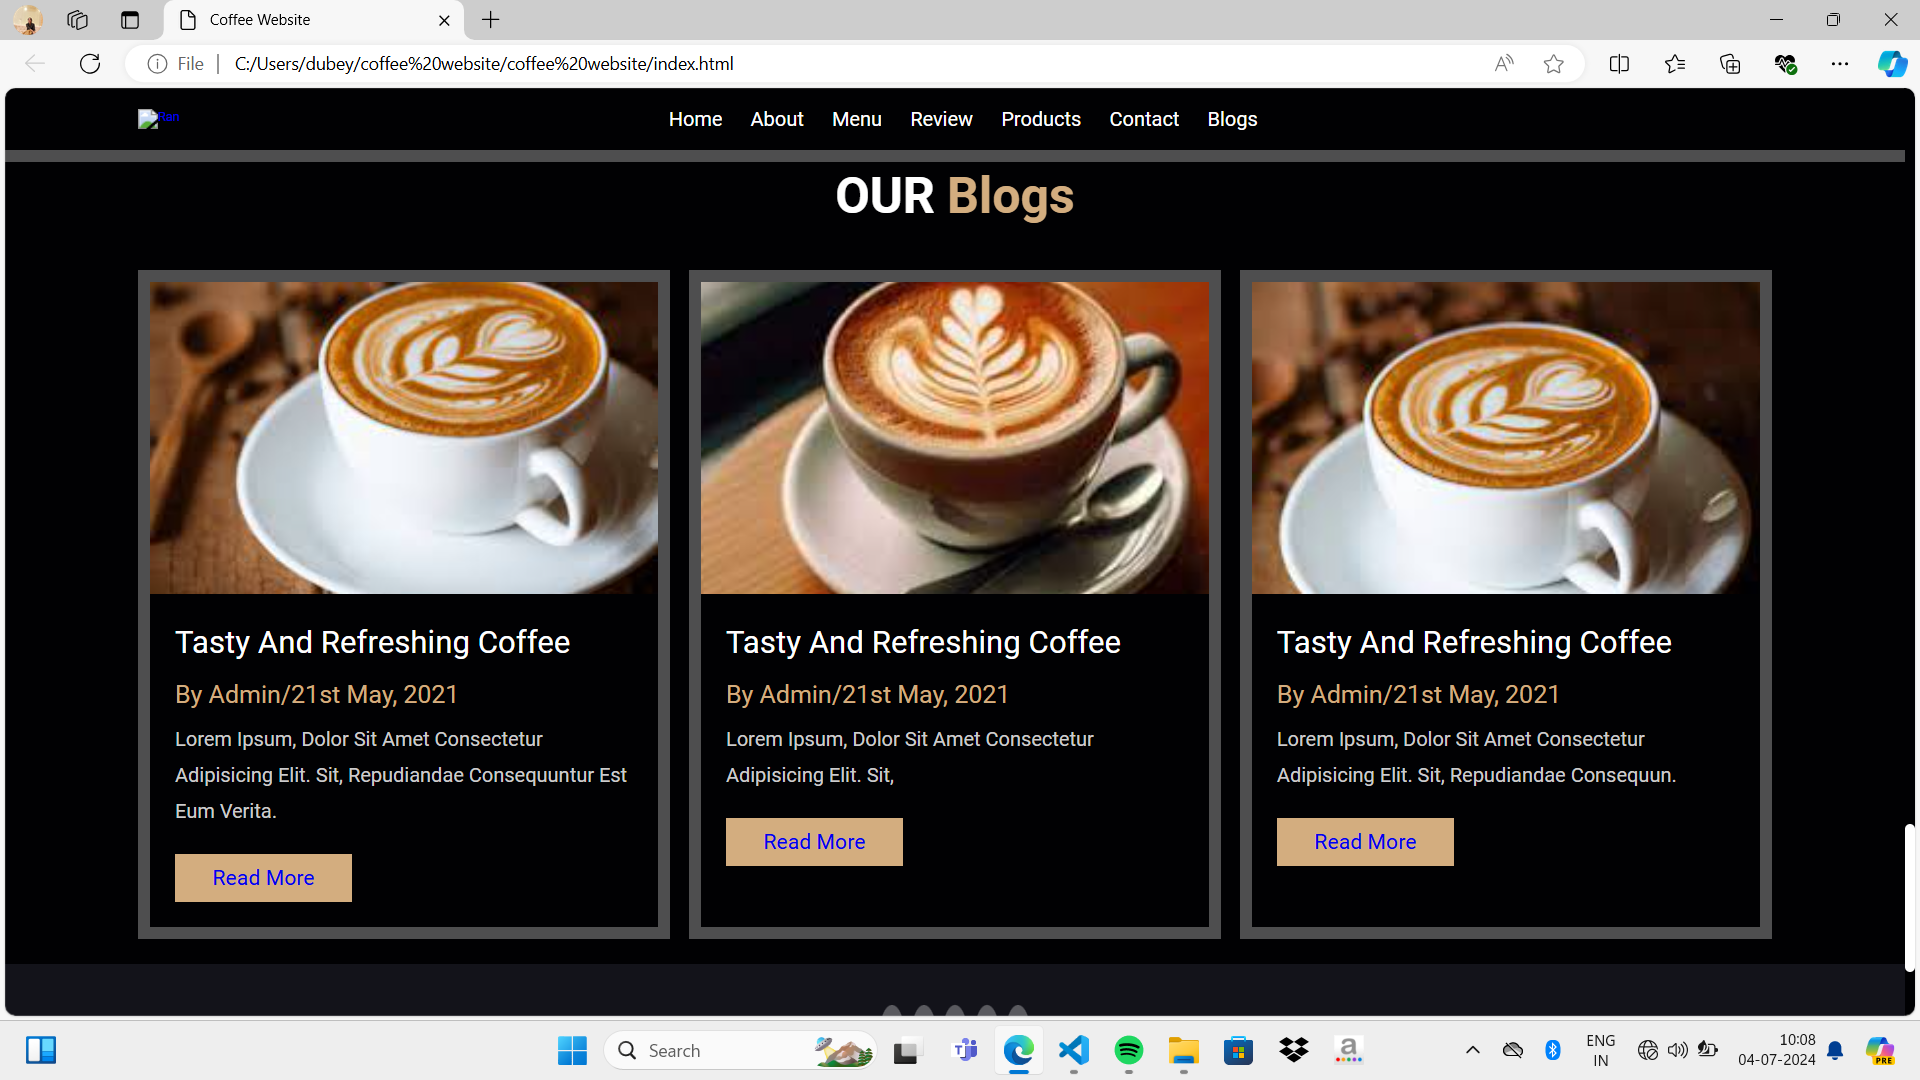 Coffee Website
File
C:/Users/dubey/coffee%20website/coffee%20website/index.html
Ran
Home About Menu Review Products Contact Blogs
OUR Blogs
Tasty And Refreshing Coffee
By Admin/21st May, 2021
Lorem Ipsum, Dolor Sit Amet Consectetur
Adipisicing Elit. Sit, Repudiandae Consequuntur Est
Eum Verita.
Read More
Tasty And Refreshing Coffee
By Admin/21st May, 2021
Lorem Ipsum, Dolor Sit Amet Consectetur
Adipisicing Elit. Sit,
Read More
Tasty And Refreshing Coffee
By Admin/21st May, 2021
Lorem Ipsum, Dolor Sit Amet Consectetur
Adipisicing Elit. Sit, Repudiandae Consequun.
Read More
Search
ENG
IN
10:08
04-07-2024
PRE